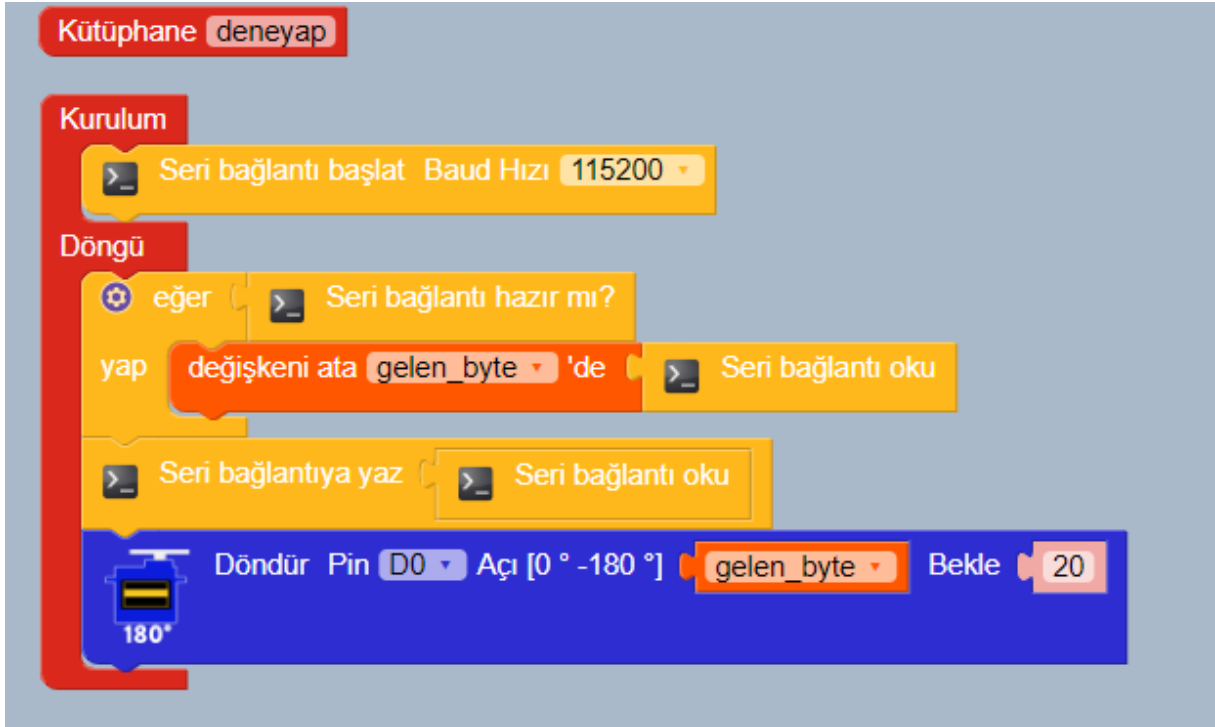 Kütüphane deneyap
Kurulum
Seri bağlantı başlat Baud Hızı 115200
Döngü
eğer Seri bağlantı hazır mı?
yap değişkeni ata gelen_byte 'de Seri bağlantı oku
Seri bağlantıya yaz Seri bağlantı oku
Döndür Pin D0 Açı [0 ° -180 °] gelen_byte Bekle 20
180°